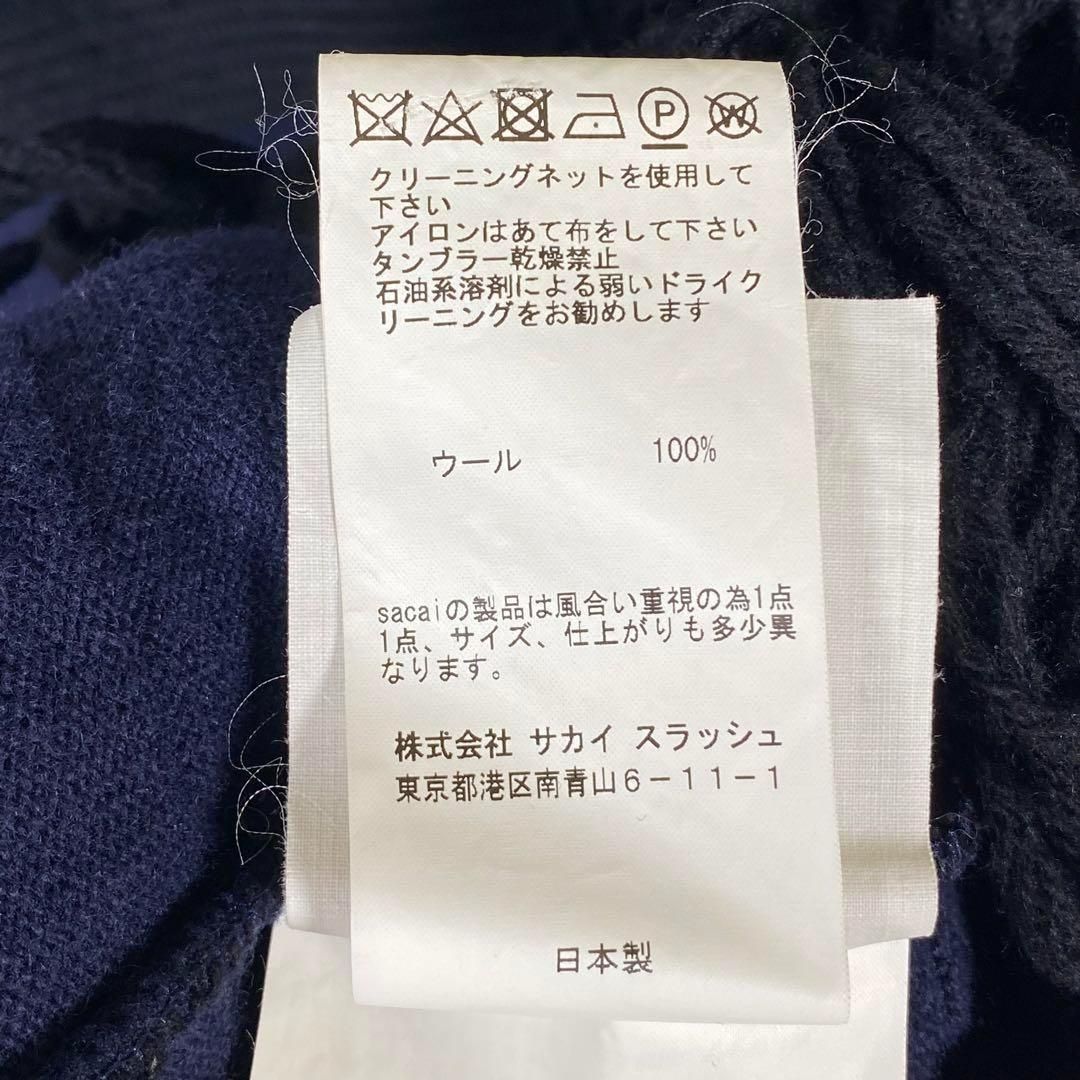 P W
クリーニングネットを使用して
下さい
アイロンはあて布をして下さい
タンブラー乾燥禁止
石油系溶剤による弱いドライク
リーニングをお勧めします
ウール 100%
sacaiの製品は風合い重視の為1点
1点、サイズ、仕上がりも多少異
なります。
株式会社 サカイ スラッシュ
東京都港区南青山6-11-1
日本製